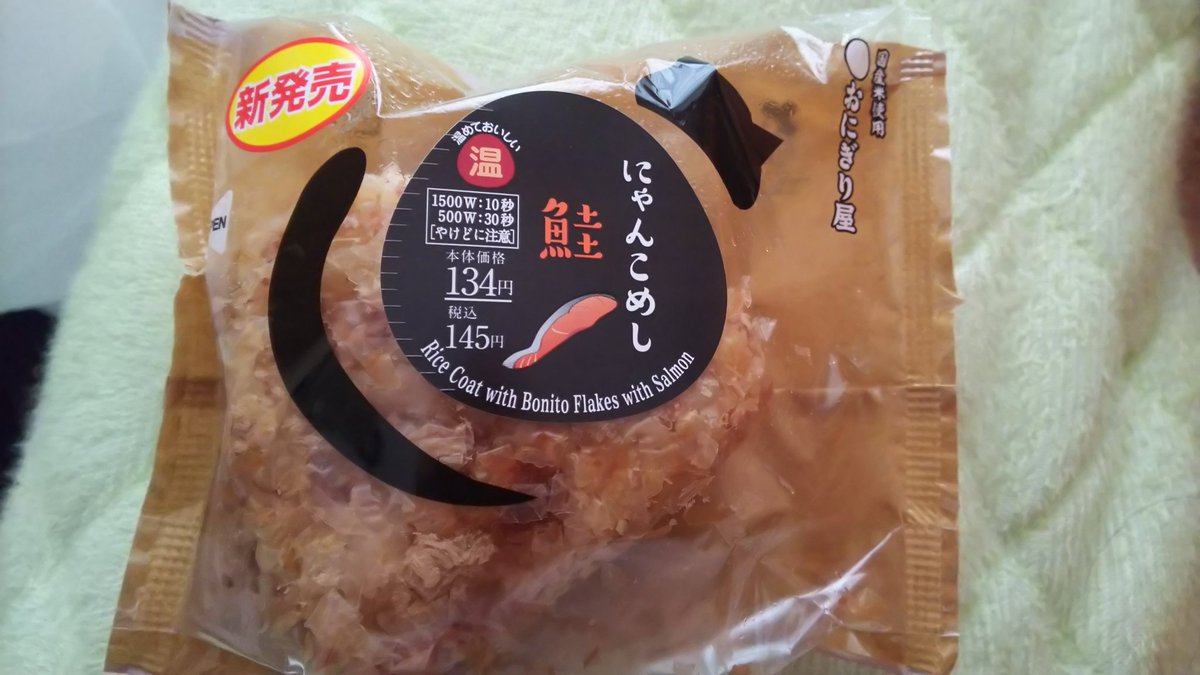 新発売
国産米使用
おにぎり屋
温めておいしい
温
1500W:10秒
500W:30秒
[やけどに注意]
本体価格
134円
税込
145円
にゃんこめし
鮭
Rice Coat with Bonito Flakes with Salmon